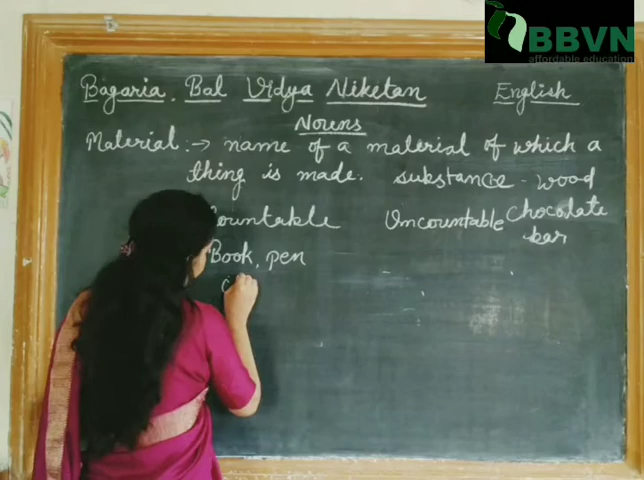 BBVN
affordable education
Bagaria Bal Vidya Niketan English
Nouns
Material :→ name of a material of which a
thing is made. substance - wood
ountable Uncountable Chocolate
bar
Book, pen